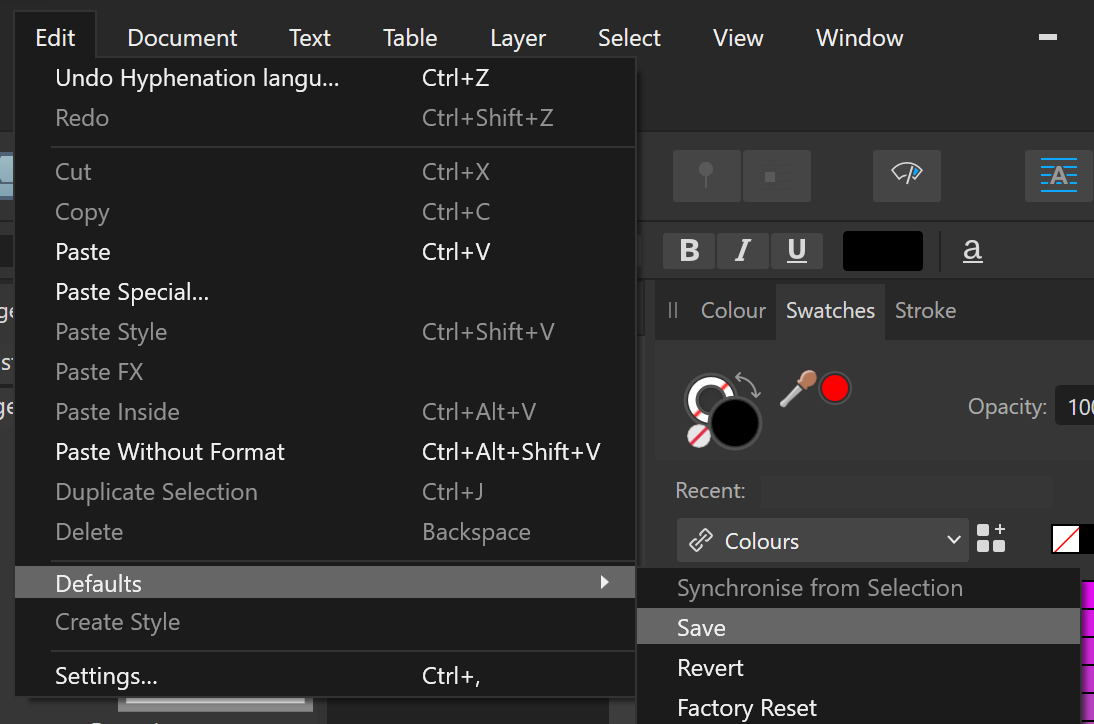 Edit Document Text Table Layer Select View Window
Undo Hyphenation langu... Ctrl+Z
Redo Ctrl+Shift+Z
Cut Ctrl+X
Copy Ctrl+C
Paste Ctrl+V
Paste Special...
Paste Style Ctrl+Shift+V
Paste FX
Paste Inside Ctrl+Alt+V
Paste Without Format Ctrl+Alt+Shift+V
Duplicate Selection Ctrl+J
Delete Backspace
Defaults
Create Style
Settings... Ctrl+,
Synchronise from Selection
Save
Revert
Factory Reset
A
B I U a
Colour Swatches Stroke
Opacity:
Recent:
Colours